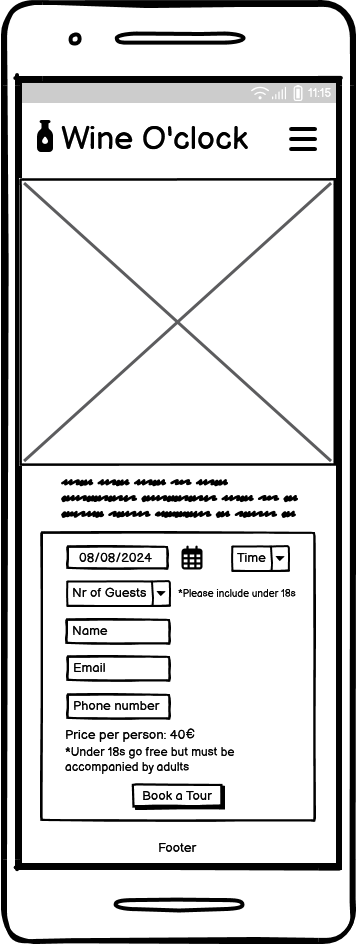 11:15
Wine O'clock
08/08/2024 Time
Nr of Guests *Please include under 18s
Name
Email
Phone number
Price per person: 40€
*Under 18s go free but must be
accompanied by adults
Book a Tour
Footer